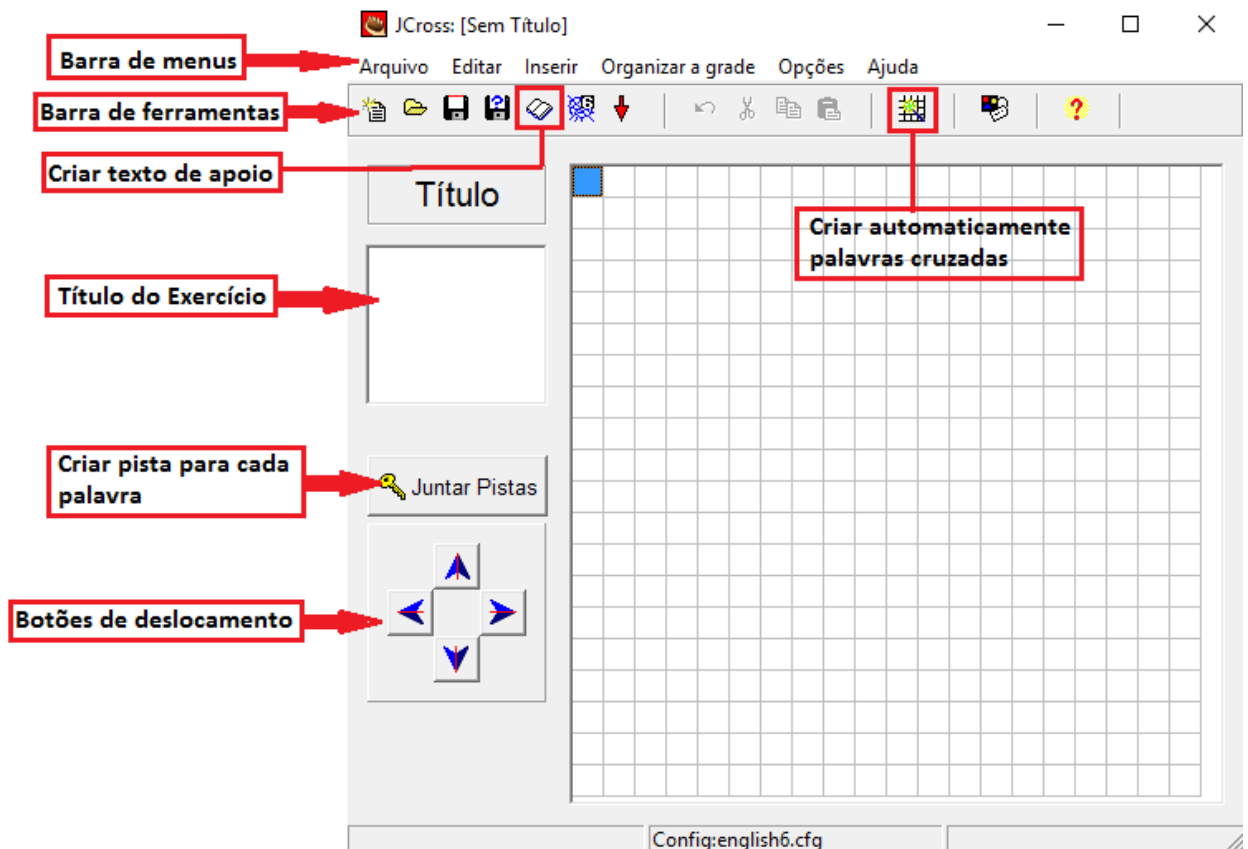 JCross: [Sem Título]
Barra de menus
Arquivo Editar Inserir Organizar a grade Opções Ajuda
Barra de ferramentas
Criar texto de apoio
Título
Criar automaticamente
palavras cruzadas
Título do Exercício
Criar pista para cada
palavra
Juntar Pistas
Botões de deslocamento
Config:english6.cfg